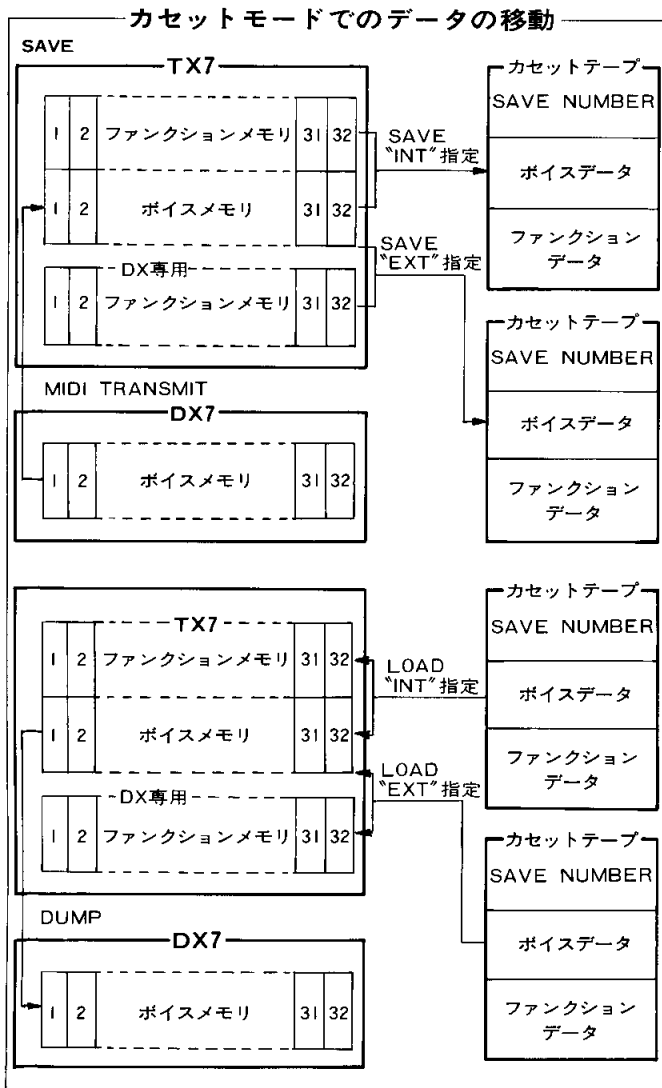 カセットモードでのデータの移動
SAVE
TX7
1 2 ファンクションメモリ 31 32
1 2 ボイスメモリ 31 32
DX専用
1 2 ファンクションメモリ 31 32
SAVE
"INT"指定
SAVE
"EXT"指定
カセットテープ
SAVE NUMBER
ボイスデータ
ファンクション
データ
カセットテープ
SAVE NUMBER
ボイスデータ
ファンクション
データ
MIDI TRANSMIT
DX7
1 2 ボイスメモリ 31 32
TX7
1 2 ファンクションメモリ 31 32
1 2 ボイスメモリ 31 32
DX専用
1 2 ファンクションメモリ 31 32
LOAD
"INT"指定
LOAD
"EXT"指定
カセットテープ
SAVE NUMBER
ボイスデータ
ファンクション
データ
カセットテープ
SAVE NUMBER
ボイスデータ
ファンクション
データ
DUMP
DX7
1 2 ボイスメモリ 31 32